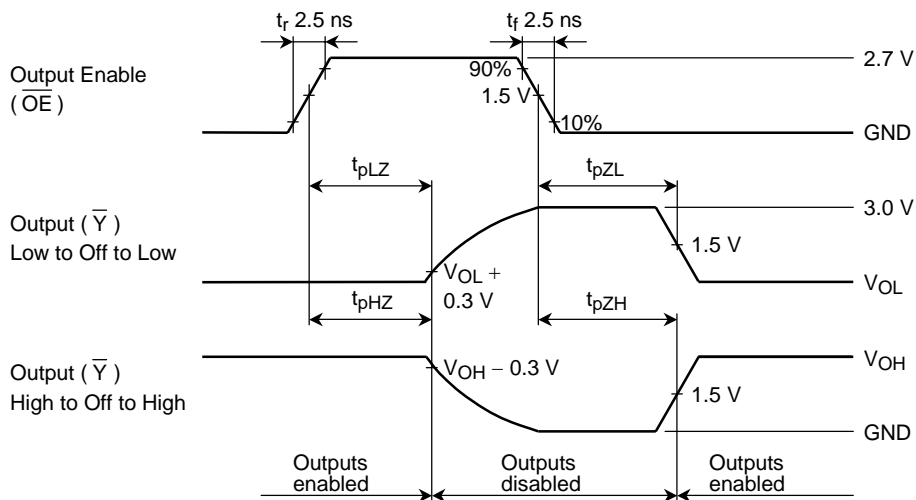 tr 2.5 ns
tf 2.5 ns
Output Enable
( OE )
90%
1.5 V
10%
2.7 V
GND
tpLZ
tpZL
Output ( Y )
Low to Off to Low
3.0 V
1.5 V
VOL +
0.3 V
VOL
tpHZ
tpZH
Output ( Y )
High to Off to High
VOH − 0.3 V
VOH
1.5 V
GND
Outputs
enabled
Outputs
disabled
Outputs
enabled